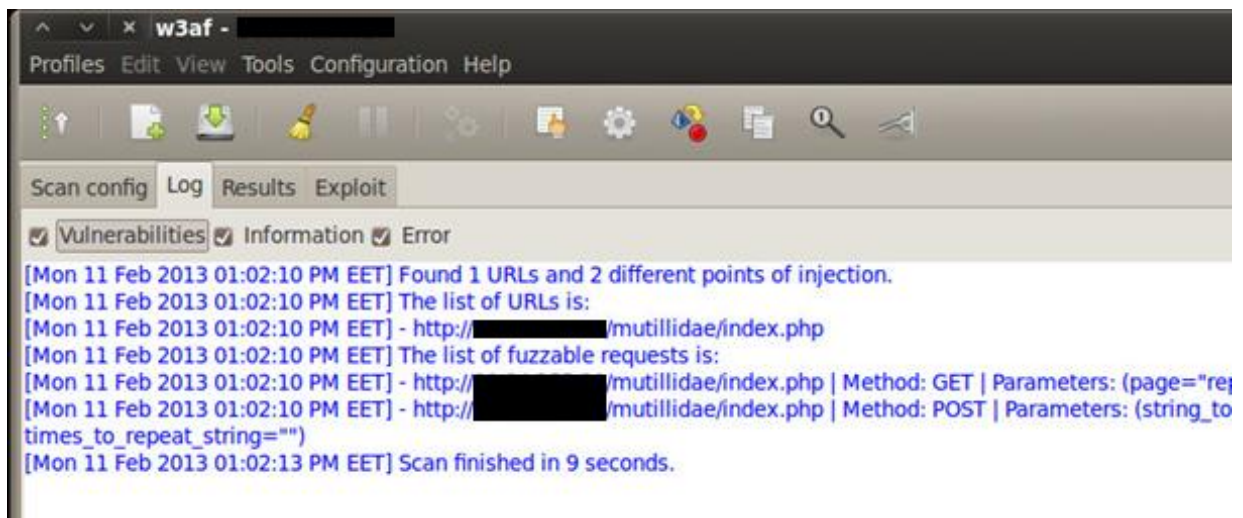 w3af -
Profiles Edit View Tools Configuration Help
Scan config Log Results Exploit
Vulnerabilities Information Error
[Mon 11 Feb 2013 01:02:10 PM EET] Found 1 URLs and 2 different points of injection.
[Mon 11 Feb 2013 01:02:10 PM EET] The list of URLs is:
[Mon 11 Feb 2013 01:02:10 PM EET] - http:// /mutillidae/index.php
[Mon 11 Feb 2013 01:02:10 PM EET] The list of fuzzable requests is:
[Mon 11 Feb 2013 01:02:10 PM EET] - http:// /mutillidae/index.php | Method: GET | Parameters: (page="rep
[Mon 11 Feb 2013 01:02:10 PM EET] - http:// /mutillidae/index.php | Method: POST | Parameters: (string_to
times_to_repeat_string="")
[Mon 11 Feb 2013 01:02:13 PM EET] Scan finished in 9 seconds.